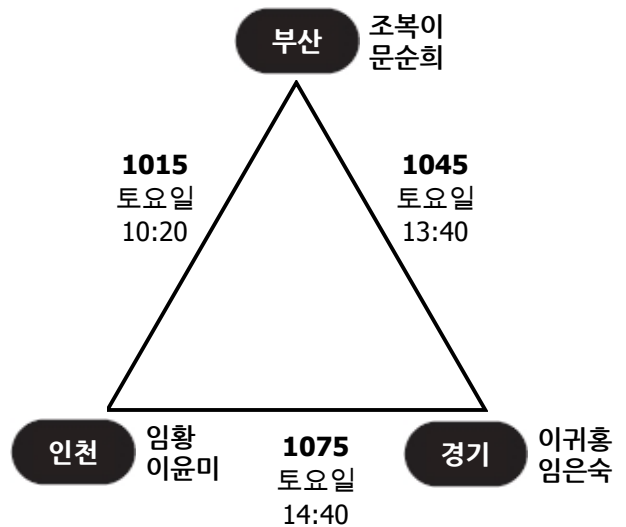 부산
조복이
문순희
1015
토요일
10:20
1045
토요일
13:40
인천
임황
이윤미
1075
토요일
14:40
경기
이귀홍
임은숙